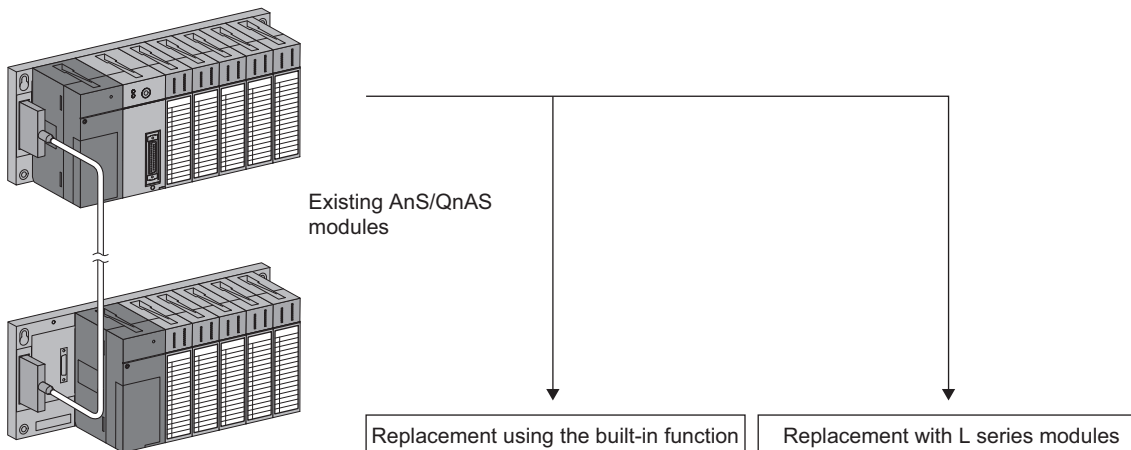 Existing AnS/QnAS
modules
Replacement using the built-in function
Replacement with L series modules